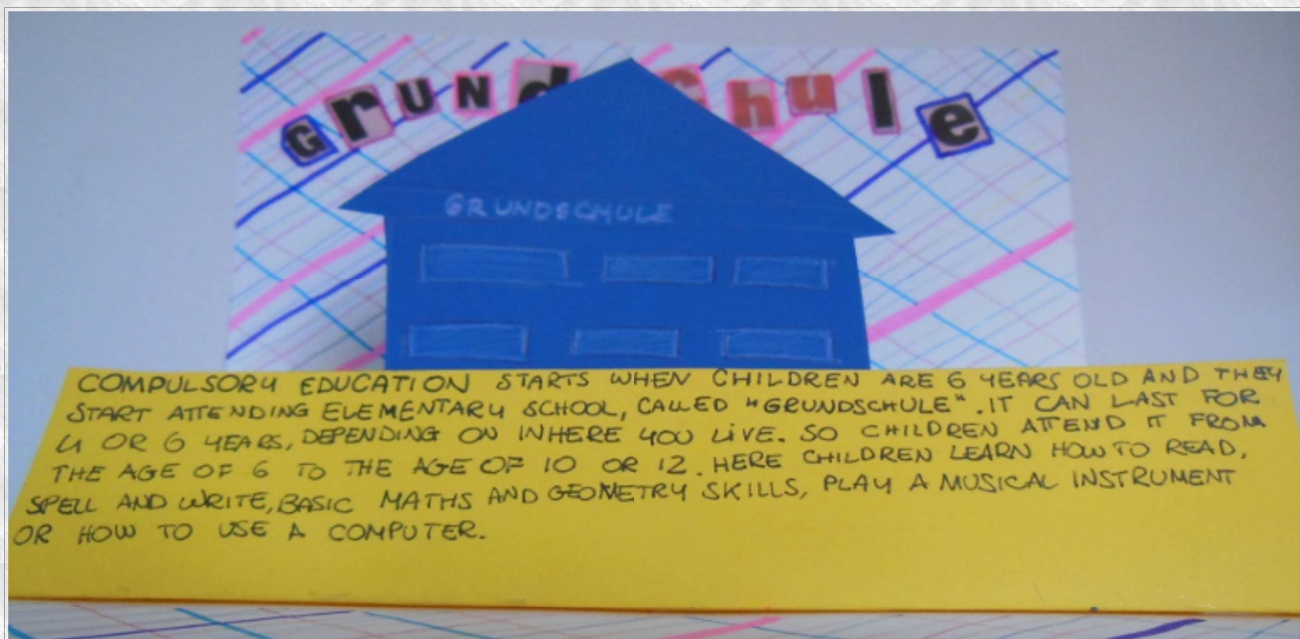 GRUNdSchule
GRUNDSCHULE
COMPULSORY EDUCATION STARTS WHEN CHILDREN ARE 6 YEARS OLD AND THEY
START ATTENDING ELEMENTARY SCHOOL, CALLED "GRUNDSCHULE". IT CAN LAST FOR
4 OR 6 YEARS, DEPENDING ON WHERE YOU LIVE. SO CHILDREN ATTEND IT FROM
THE AGE OF 6 TO THE AGE OF 10 OR 12. HERE CHILDREN LEARN HOW TO READ,
SPELL AND WRITE, BASIC MATHS AND GEOMETRY SKILLS, PLAY A MUSICAL INSTRUMENT
OR HOW TO USE A COMPUTER.